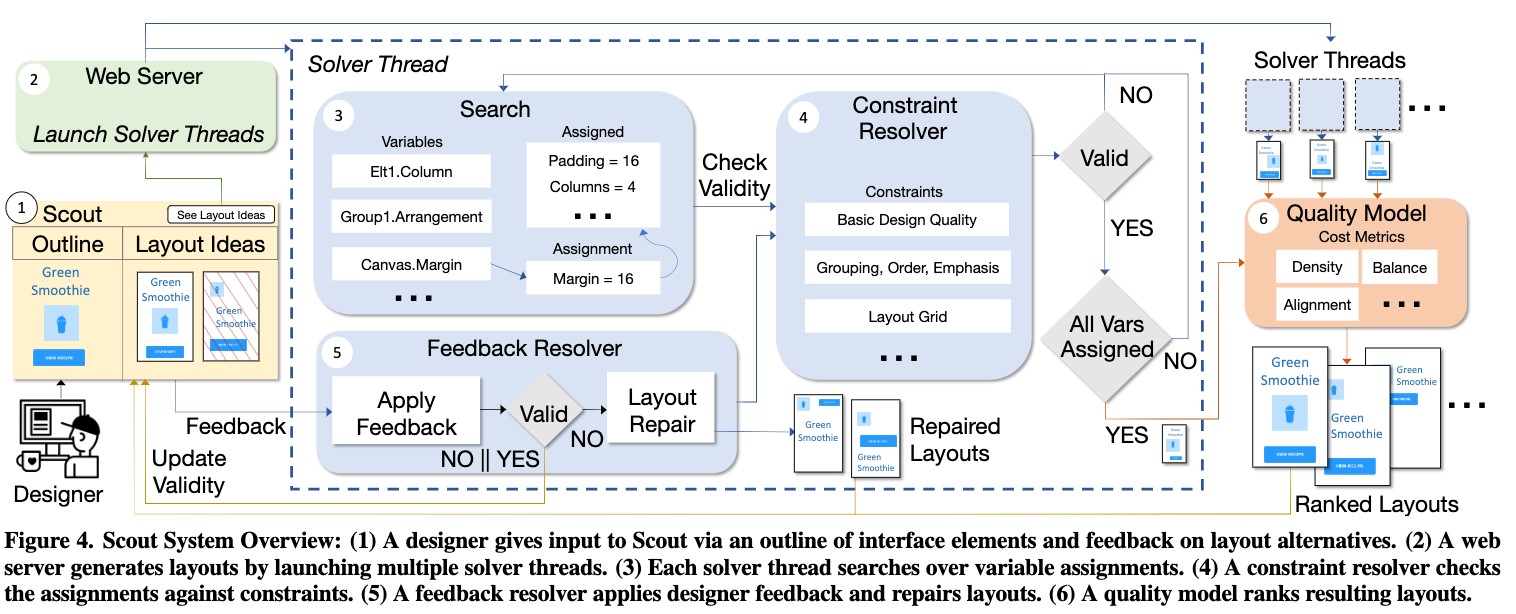 2
Web Server
Launch Solver Threads
1
Scout
See Layout Ideas
Outline
Layout Ideas
Green
Smoothie
VIEW RECIPE
Green
Smoothie
Green
Smoothie
Designer
Feedback
Update
Validity
Solver Thread
3
Search
Variables
Elt1.Column
Group1.Arrangement
Canvas.Margin
...
Assigned
Padding = 16
Columns = 4
...
Assignment
Margin = 16
Check
Validity
4
Constraint
Resolver
Constraints
Basic Design Quality
Grouping, Order, Emphasis
Layout Grid
...
NO
Valid
YES
All Vars
Assigned
NO
YES
5
Feedback Resolver
Apply
Feedback
Valid
NO
NO || YES
Layout
Repair
Green
Smoothie
Green
Smoothie
Repaired
Layouts
Solver Threads
...
6
Quality Model
Cost Metrics
Density
Balance
Alignment
...
Green
Smoothie
VIEW RECIPE
Green
Smoothie
VIEW RECIPE
Green
Smoothie
...
Ranked Layouts
Figure 4. Scout System Overview: (1) A designer gives input to Scout via an outline of interface elements and feedback on layout alternatives. (2) A web
server generates layouts by launching multiple solver threads. (3) Each solver thread searches over variable assignments. (4) A constraint resolver checks
the assignments against constraints. (5) A feedback resolver applies designer feedback and repairs layouts. (6) A quality model ranks resulting layouts.